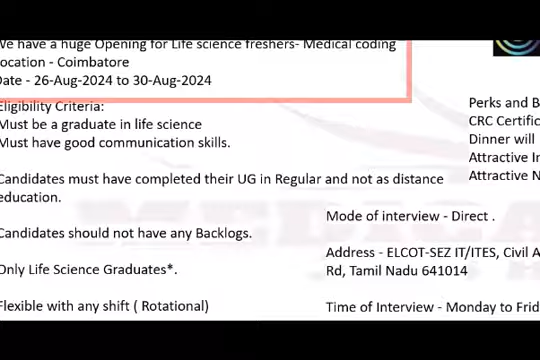 We have a huge Opening for Life science freshers- Medical coding
Location - Coimbatore
Date - 26-Aug-2024 to 30-Aug-2024
Eligibility Criteria:
Must be a graduate in life science
Must have good communication skills.
Candidates must have completed their UG in Regular and not as distance
education.
Candidates should not have any Backlogs.
Only Life Science Graduates*.
Flexible with any shift ( Rotational)
Perks and B
CRC Certific
Dinner will
Attractive In
Attractive N
Mode of interview - Direct .
Address - ELCOT-SEZ IT/ITES, Civil A
Rd, Tamil Nadu 641014
Time of Interview - Monday to Frid